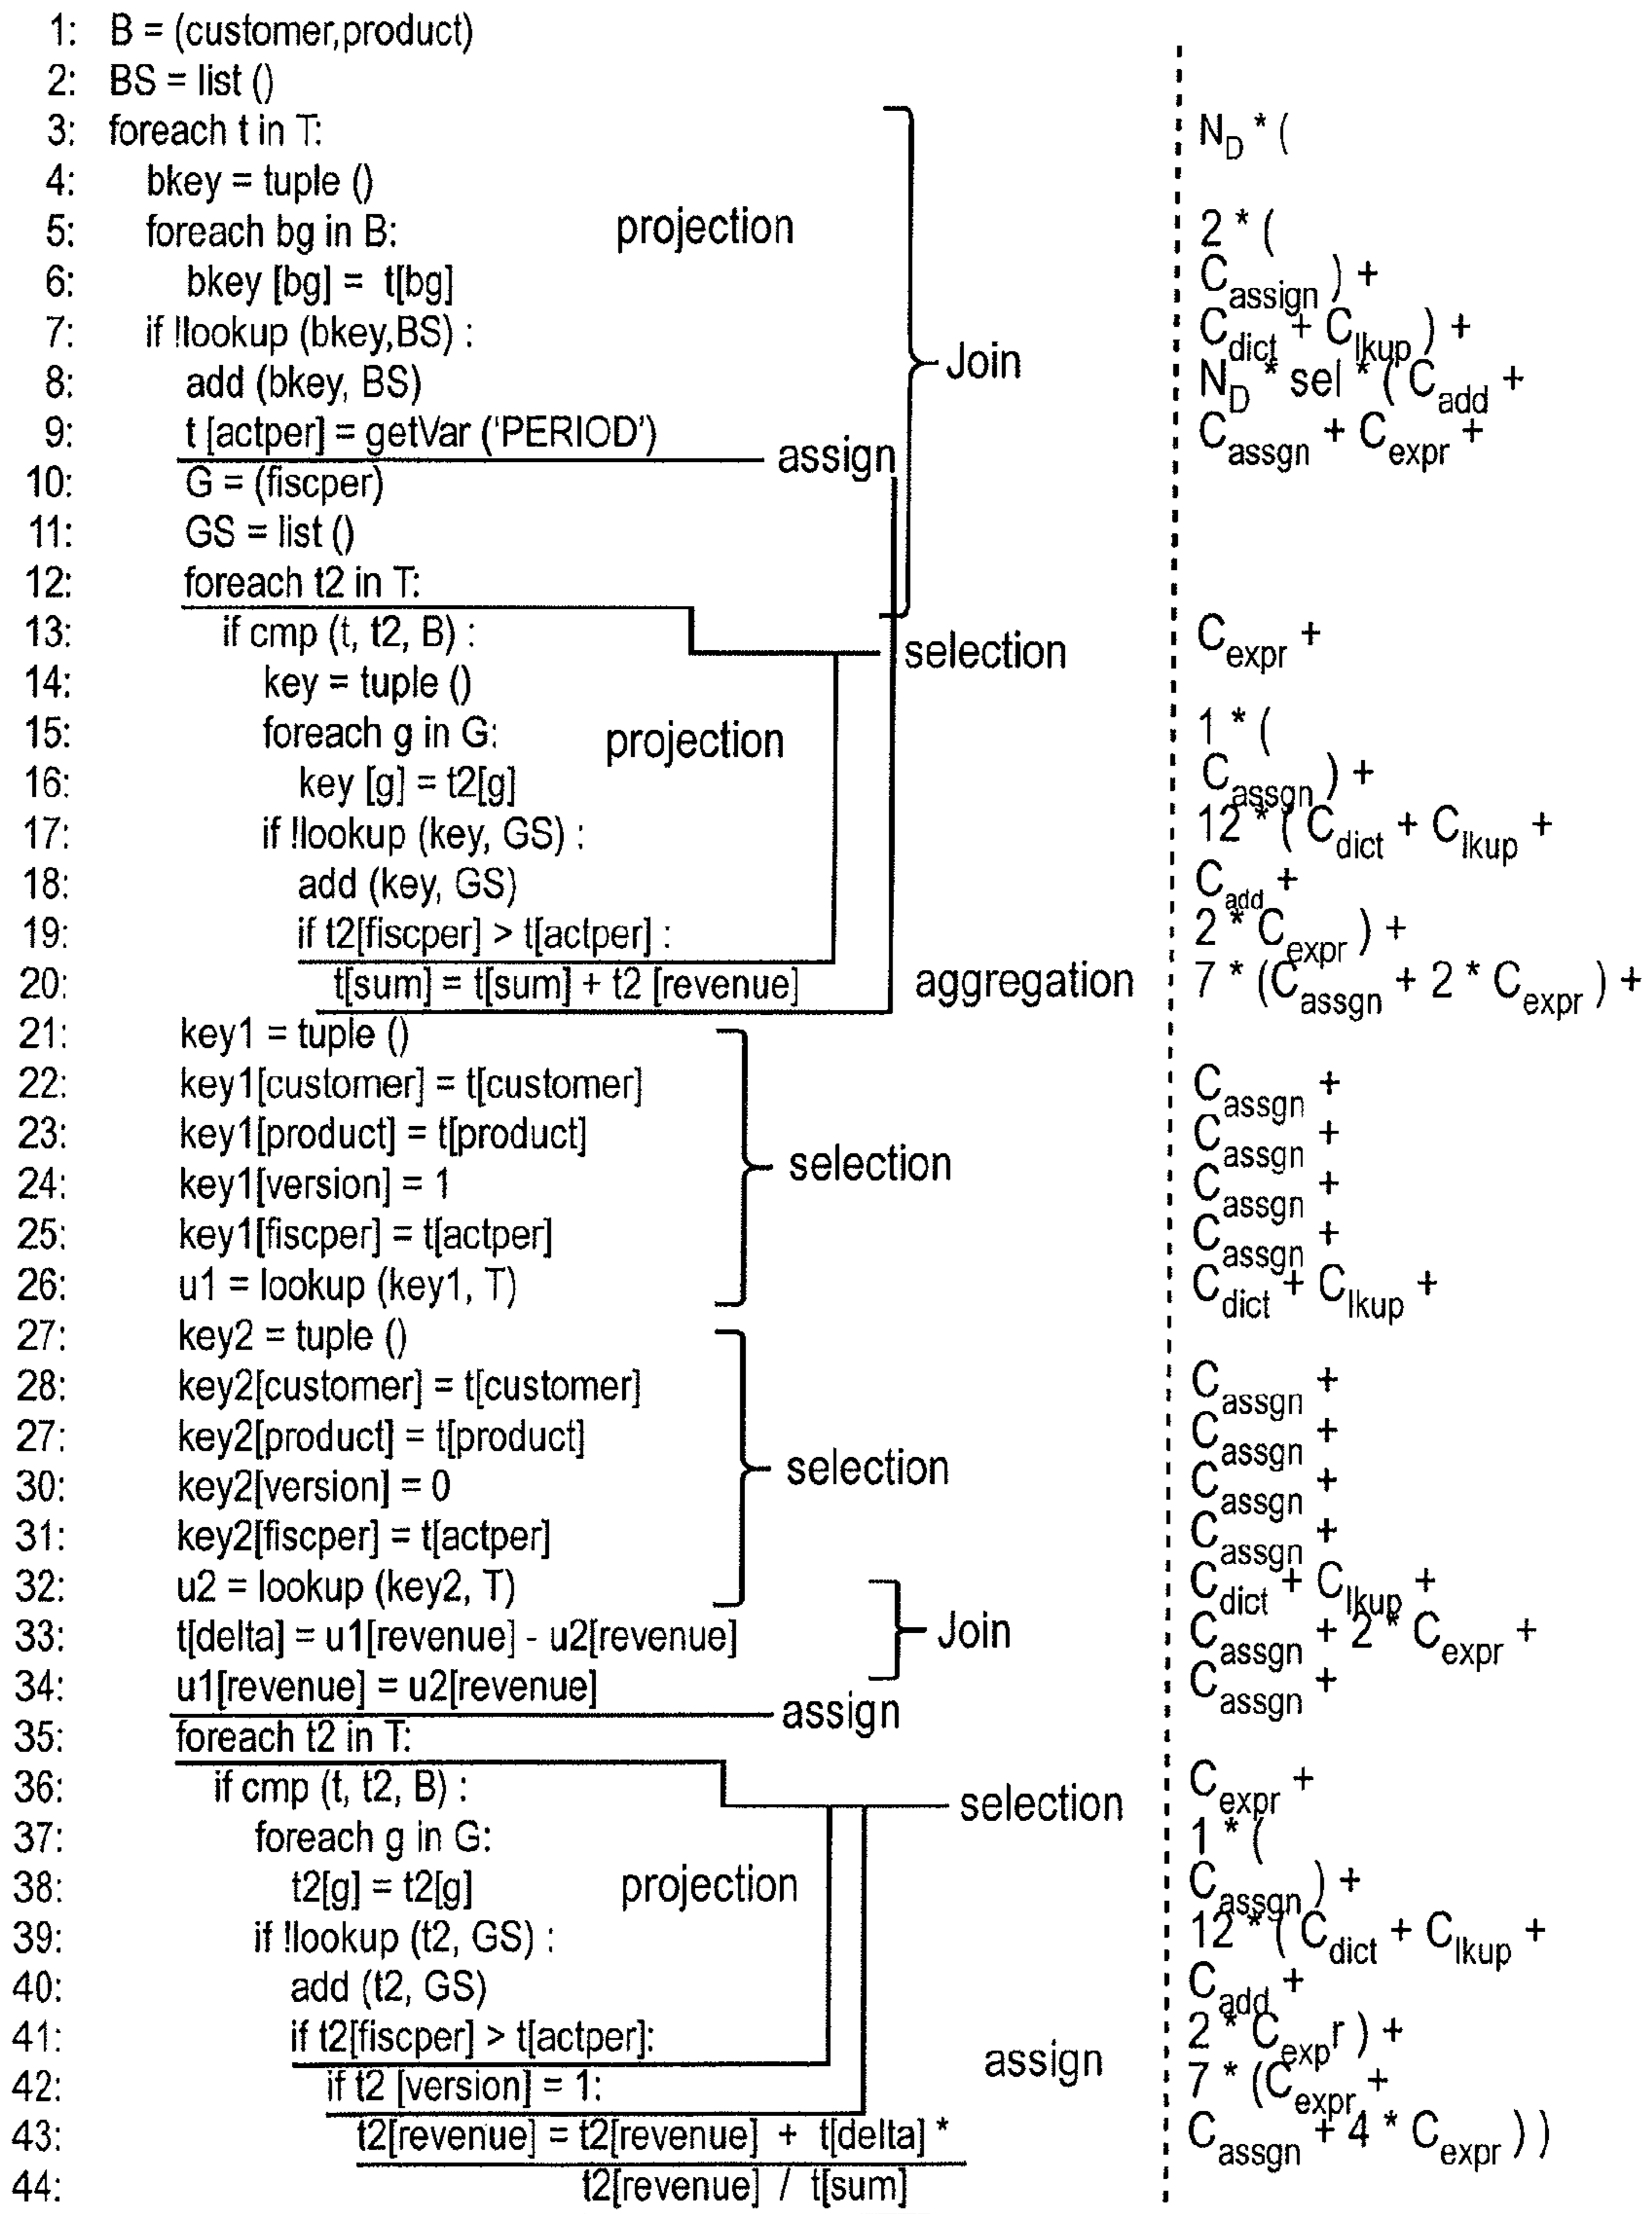 1: B = (customer,product)
2: BS = list ()
3: foreach t in T: N_D * (
4: bkey = tuple ()
5: foreach bg in B: projection 2 * (
6: bkey [bg] = t[bg] C_assign ) +
7: if !lookup (bkey,BS) : C_dict + C_lkup ) +
Join
8: add (bkey, BS) N_D * sel * ( C_add +
9: t [actper] = getVar ('PERIOD') C_assgn + C_expr +
assign
10: G = (fiscper)
11: GS = list ()
12: foreach t2 in T:
13: if cmp (t, t2, B) : selection C_expr +
14: key = tuple ()
15: foreach g in G: projection 1 * (
16: key [g] = t2[g] C_assgn ) +
17: if !lookup (key, GS) : 12 * ( C_dict + C_lkup +
18: add (key, GS) C_add +
19: if t2[fiscper] > t[actper] : 2 * C_expr ) +
20: t[sum] = t[sum] + t2 [revenue] aggregation 7 * (C_assgn + 2 * C_expr ) +
21: key1 = tuple ()
22: key1[customer] = t[customer] C_assgn +
23: key1[product] = t[product] C_assgn +
selection
24: key1[version] = 1 C_assgn +
25: key1[fiscper] = t[actper] C_assgn +
26: u1 = lookup (key1, T) C_dict + C_lkup +
27: key2 = tuple ()
28: key2[customer] = t[customer] C_assgn +
27: key2[product] = t[product] C_assgn +
selection
30: key2[version] = 0 C_assgn +
31: key2[fiscper] = t[actper] C_assgn +
32: u2 = lookup (key2, T) C_dict + C_lkup +
33: t[delta] = u1[revenue] - u2[revenue] Join C_assgn + 2 * C_expr +
34: u1[revenue] = u2[revenue] C_assgn +
assign
35: foreach t2 in T:
36: if cmp (t, t2, B) : selection C_expr +
37: foreach g in G: 1 * (
38: t2[g] = t2[g] projection C_assgn ) +
39: if !lookup (t2, GS) : 12 * ( C_dict + C_lkup +
40: add (t2, GS) C_add +
41: if t2[fiscper] > t[actper]: 2 * C_expr ) +
assign
42: if t2 [version] = 1: 7 * (C_expr +
43: t2[revenue] = t2[revenue] + t[delta] * C_assgn + 4 * C_expr ) )
44: t2[revenue] / t[sum]